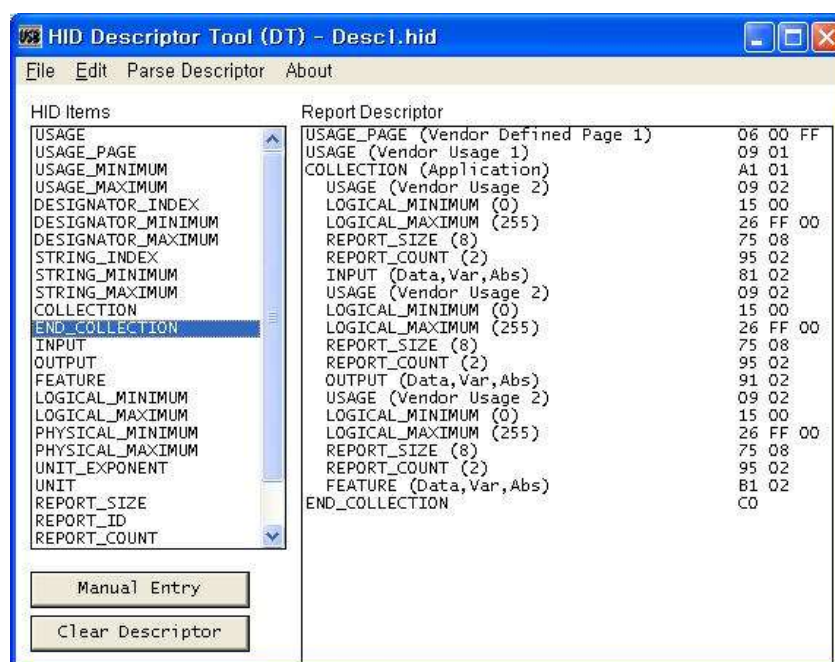 USB HID Descriptor Tool (DT) - Desc1.hid
File Edit Parse Descriptor About
HID Items
USAGE
USAGE_PAGE
USAGE_MINIMUM
USAGE_MAXIMUM
DESIGNATOR_INDEX
DESIGNATOR_MINIMUM
DESIGNATOR_MAXIMUM
STRING_INDEX
STRING_MINIMUM
STRING_MAXIMUM
COLLECTION
END_COLLECTION
INPUT
OUTPUT
FEATURE
LOGICAL_MINIMUM
LOGICAL_MAXIMUM
PHYSICAL_MINIMUM
PHYSICAL_MAXIMUM
UNIT_EXPONENT
UNIT
REPORT_SIZE
REPORT_ID
REPORT_COUNT
Manual Entry
Clear Descriptor
Report Descriptor
USAGE_PAGE (Vendor Defined Page 1) 06 00 FF
USAGE (Vendor Usage 1) 09 01
COLLECTION (Application) A1 01
USAGE (Vendor Usage 2) 09 02
LOGICAL_MINIMUM (0) 15 00
LOGICAL_MAXIMUM (255) 26 FF 00
REPORT_SIZE (8) 75 08
REPORT_COUNT (2) 95 02
INPUT (Data,Var,Abs) 81 02
USAGE (Vendor Usage 2) 09 02
LOGICAL_MINIMUM (0) 15 00
LOGICAL_MAXIMUM (255) 26 FF 00
REPORT_SIZE (8) 75 08
REPORT_COUNT (2) 95 02
OUTPUT (Data,Var,Abs) 91 02
USAGE (Vendor Usage 2) 09 02
LOGICAL_MINIMUM (0) 15 00
LOGICAL_MAXIMUM (255) 26 FF 00
REPORT_SIZE (8) 75 08
REPORT_COUNT (2) 95 02
FEATURE (Data,Var,Abs) B1 02
END_COLLECTION C0